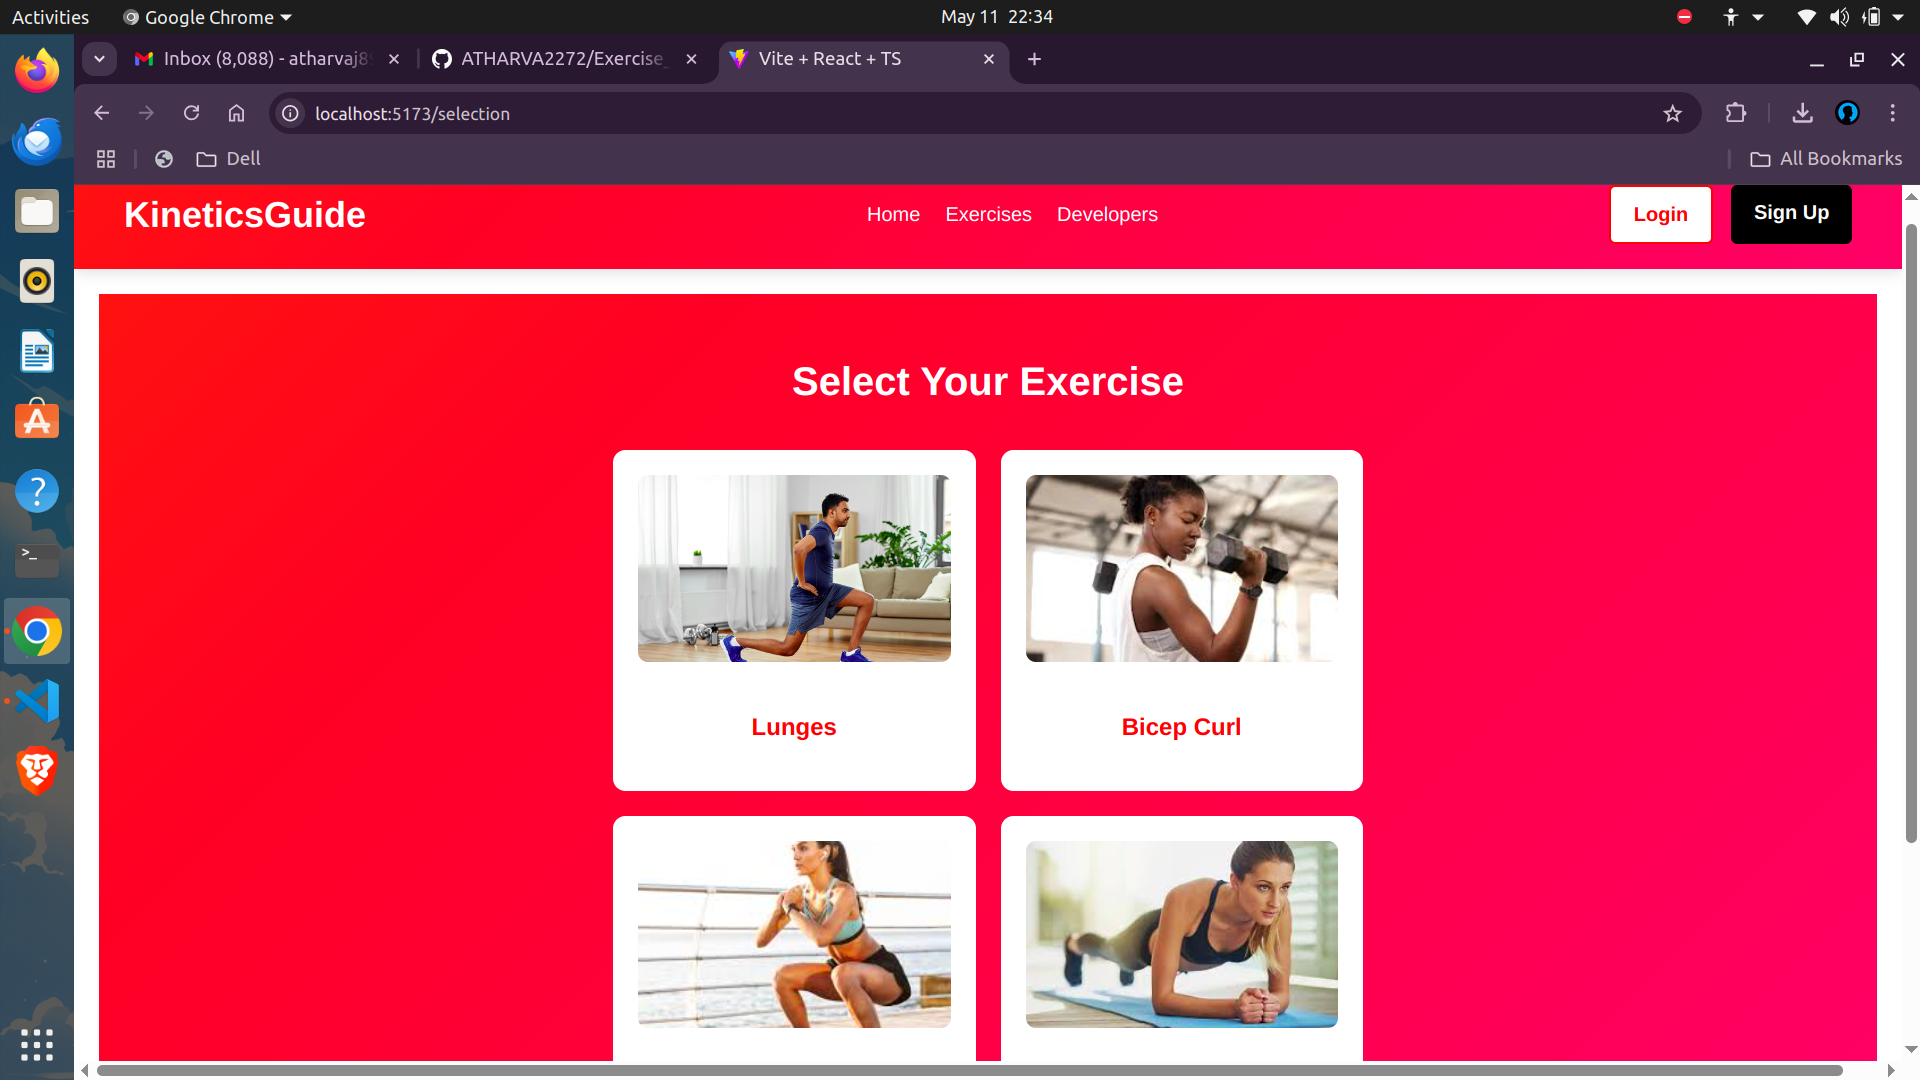 Activities
Google Chrome
May 11 22:34
Inbox (8,088) - atharvaj8
ATHARVA2272/Exercise_
Vite + React + TS
localhost:5173/selection
Dell
All Bookmarks
KineticsGuide
Home
Exercises
Developers
Login
Sign Up
Select Your Exercise
Lunges
Bicep Curl